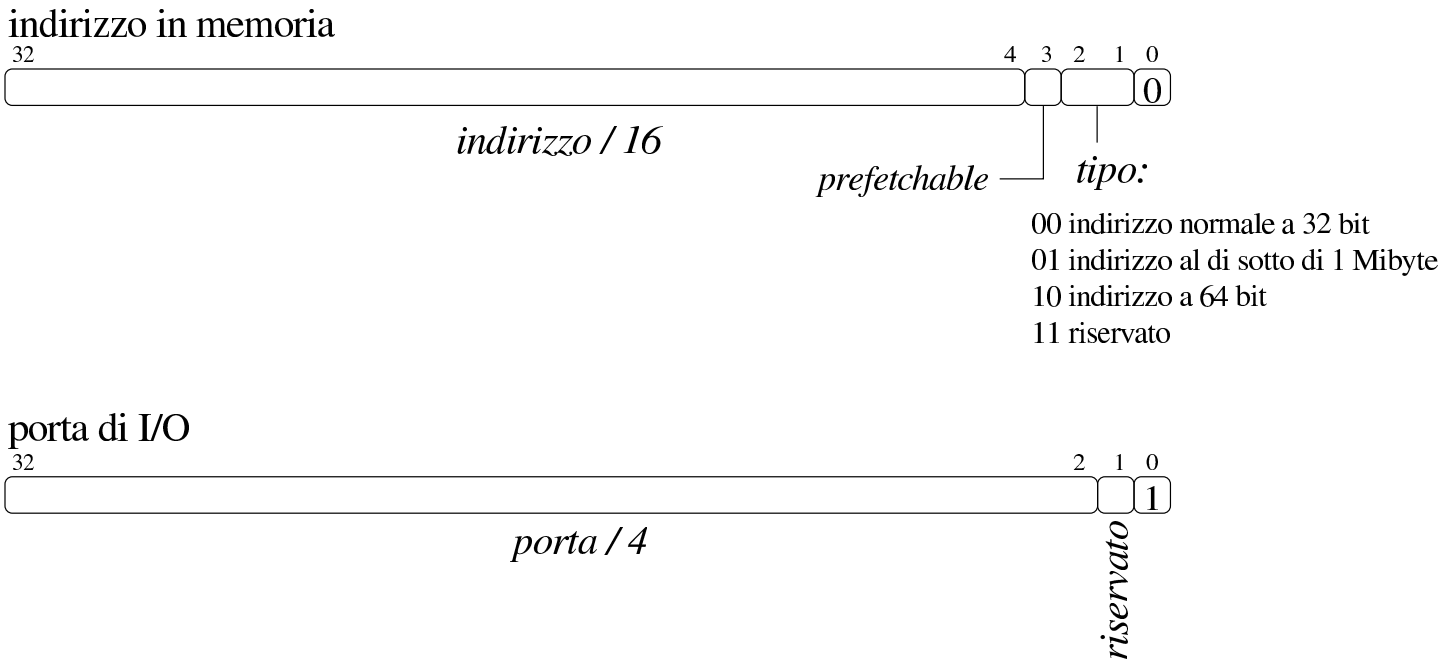 indirizzo in memoria
32 4 3 2 1 0
0
indirizzo / 16
prefetchable
tipo:
00 indirizzo normale a 32 bit
01 indirizzo al di sotto di 1 Mibyte
10 indirizzo a 64 bit
11 riservato
porta di I/O
32 2 1 0
1
porta / 4
riservato